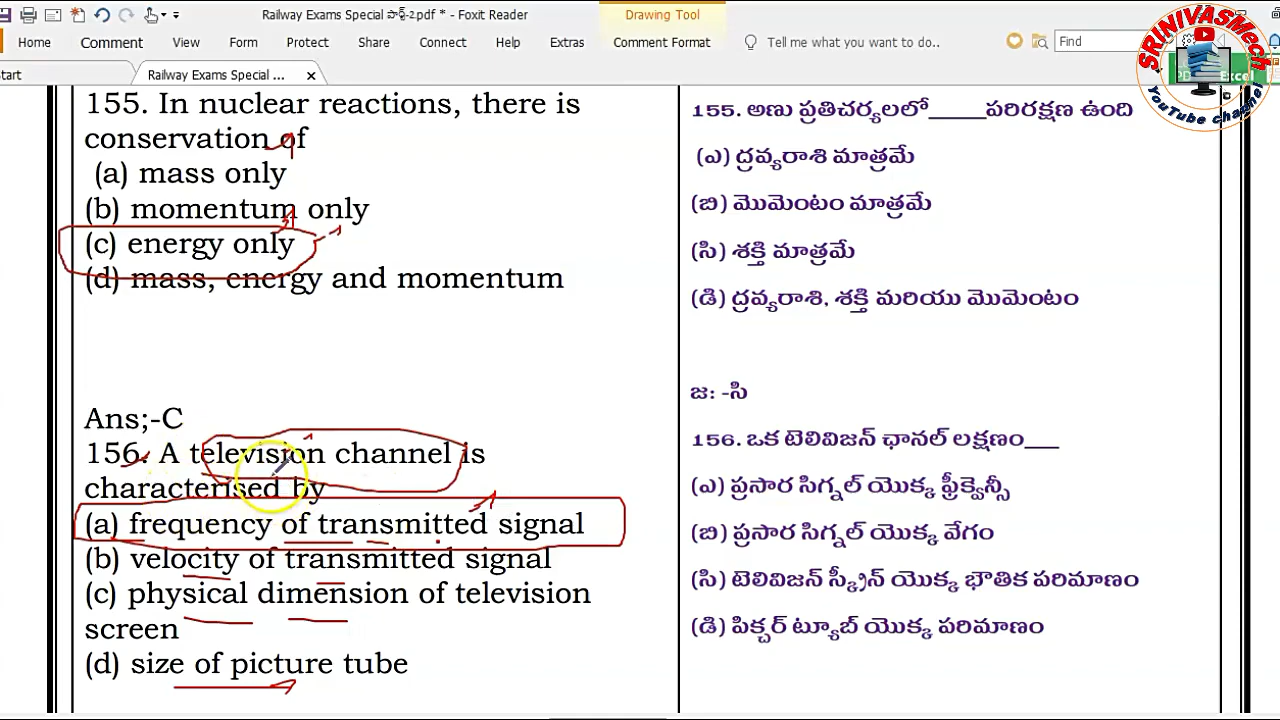 Railway Exams Special పార్ట్-2.pdf * - Foxit Reader
Drawing Tool
Home
Comment
View
Form
Protect
Share
Connect
Help
Extras
Comment Format
Tell me what you want to do..
Find
Start
Railway Exams Special ...
Excel
SRINIVASMech
YouTube channel
155. In nuclear reactions, there is
conservation of
(a) mass only
(b) momentum only
(c) energy only
(d) mass, energy and momentum
Ans;-C
156. A television channel is
characterised by
(a) frequency of transmitted signal
(b) velocity of transmitted signal
(c) physical dimension of television
screen
(d) size of picture tube
155. అణు ప్రతిచర్యలలో_____పరిరక్షణ ఉంది
(ఎ) ద్రవ్యరాశి మాత్రమే
(బి) మొమెంటం మాత్రమే
(సి) శక్తి మాత్రమే
(డి) ద్రవ్యరాశి, శక్తి మరియు మొమెంటం
జ: -సి
156. ఒక టెలివిజన్ ఛానల్ లక్షణం___
(ఎ) ప్రసార సిగ్నల్ యొక్క ఫ్రీక్వెన్సీ
(బి) ప్రసార సిగ్నల్ యొక్క వేగం
(సి) టెలివిజన్ స్క్రీన్ యొక్క భౌతిక పరిమాణం
(డి) పిక్చర్ ట్యూబ్ యొక్క పరిమాణం